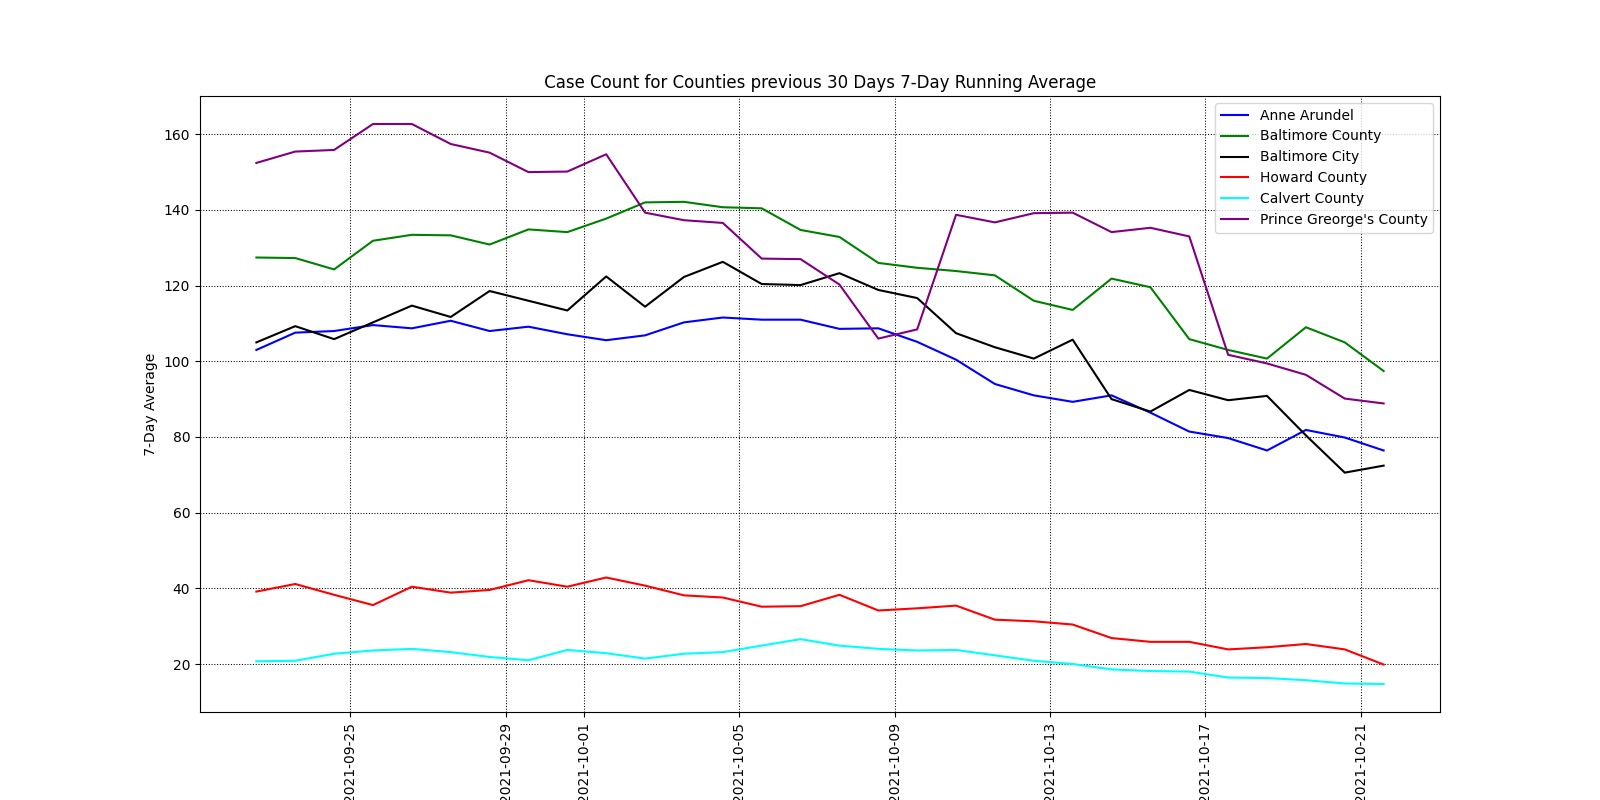 Case Count for Counties previous 30 Days 7-Day Running Average
Anne Arundel
Baltimore County
Baltimore City
Howard County
Calvert County
Prince Greorge's County
7-Day Average
160
140
120
100
80
60
40
20
2021-09-25
2021-09-29
2021-10-01
2021-10-05
2021-10-09
2021-10-13
2021-10-17
2021-10-21